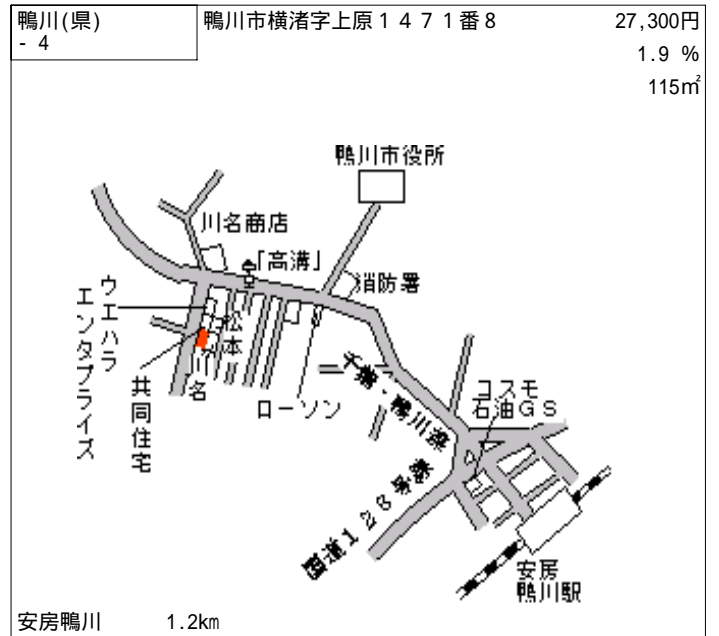 鴨川(県)
- 4
鴨川市横渚字上原１４７１番8
27,300円
1.9 %
115㎡
鴨川市役所
川名商店
「高溝」
消防署
ウエハラ
エンタプライズ
松本
川名
共同住宅
ローソン
千葉・鴨川線
コスモ
石油ＧＳ
国道１２８号線
安房
鴨川駅
安房鴨川
1.2km